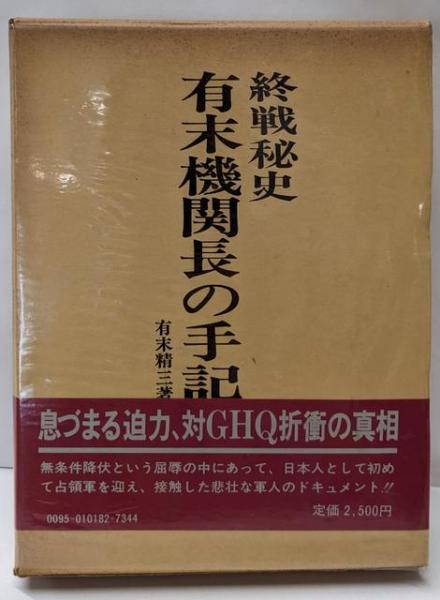 終戦秘史
有末機関長の手記
有末精三著
息づまる迫力、対GHQ折衝の真相
無条件降伏という屈辱の中にあって、日本人として初め
て占領軍を迎え、接触した悲壮な軍人のドキュメント!!
0095-010182-7344
定価 2,500円